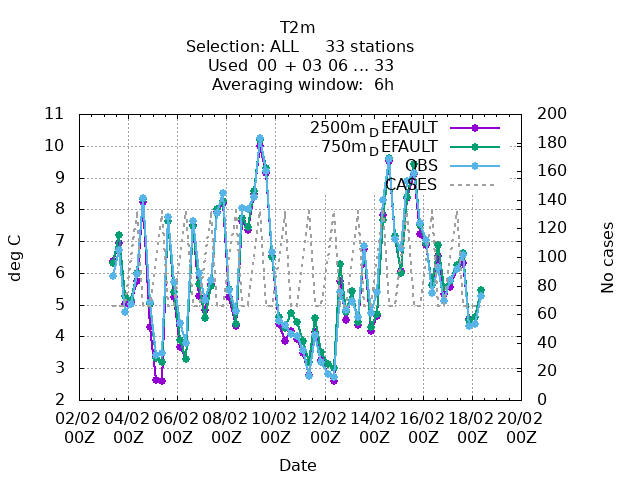 T2m
Selection: ALL 33 stations
Used 00 + 03 06 ... 33
Averaging window: 6h
11
10
9
8
7
6
5
4
3
2
deg C
200
180
160
140
120
100
80
60
40
20
0
No cases
2500m_DEFAULT
750m_DEFAULT
OBS
CASES
02/02 04/02 06/02 08/02 10/02 12/02 14/02 16/02 18/02 20/02
00Z 00Z 00Z 00Z 00Z 00Z 00Z 00Z 00Z 00Z
Date